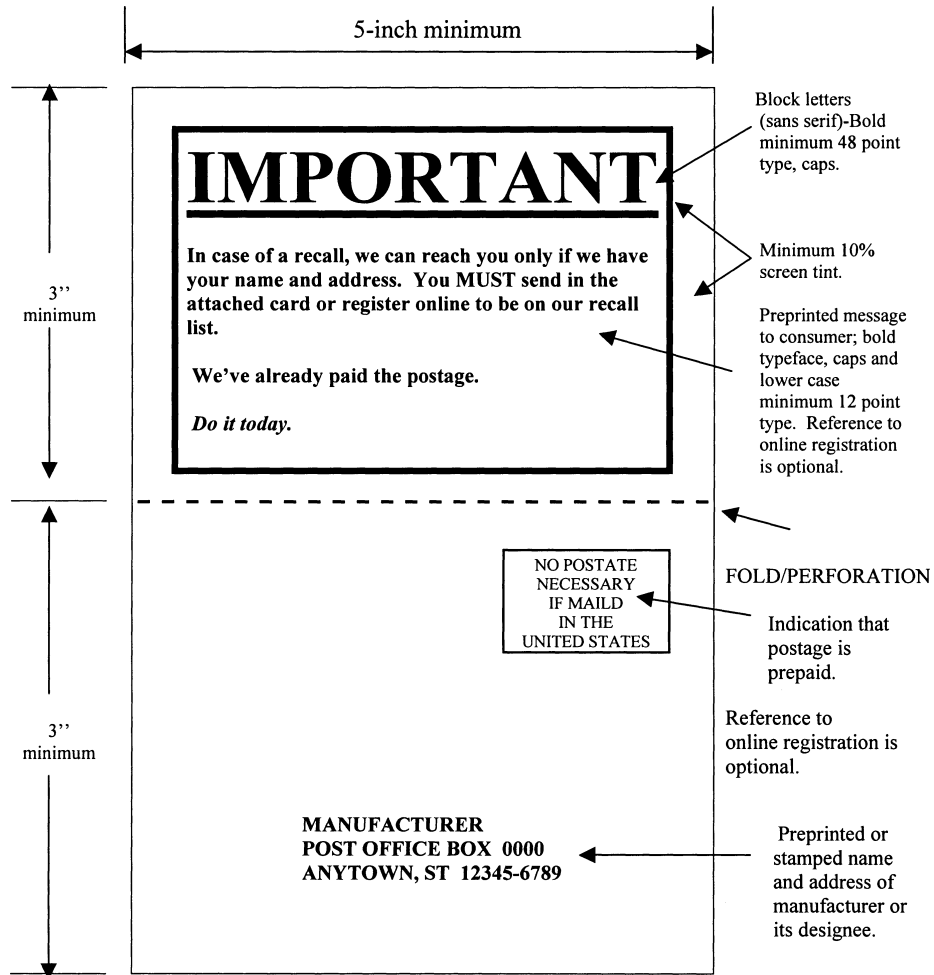 5-inch minimum
3’’
minimum
IMPORTANT
In case of a recall, we can reach you only if we have
your name and address.  You MUST send in the
attached card or register online to be on our recall
list.
We’ve already paid the postage.
Do it today.
Block letters
(sans serif)-Bold
minimum 48 point
type, caps.
Minimum 10%
screen tint.
Preprinted message
to consumer; bold
typeface, caps and
lower case
minimum 12 point
type.  Reference to
online registration
is optional.
FOLD/PERFORATION
3’’
minimum
NO POSTATE
NECESSARY
IF MAILD
IN THE
UNITED STATES
Indication that
postage is
prepaid.
Reference to
online registration is
optional.
MANUFACTURER
POST OFFICE BOX  0000
ANYTOWN, ST  12345-6789
Preprinted or
stamped name
and address of
manufacturer or
its designee.